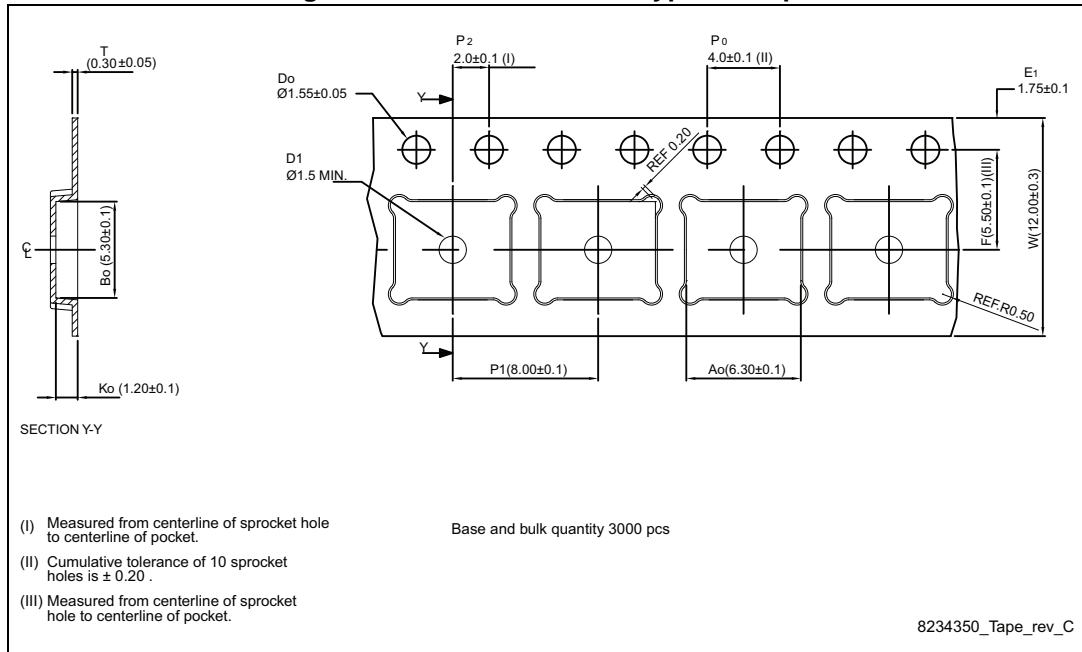 T
(0.30±0.05)
P2
2.0±0.1 (I)
P0
4.0±0.1 (II)
E1
1.75±0.1
Do
Ø1.55±0.05
Y
D1
Ø1.5 MIN.
REF 0.20
F(5.50±0.1)(III)
W(12.00±0.3)
Bo (5.30±0.1)
CL
REF.R0.50
Y
P1(8.00±0.1)
Ao(6.30±0.1)
Ko (1.20±0.1)
SECTION Y-Y
(I) Measured from centerline of sprocket hole
to centerline of pocket.
Base and bulk quantity 3000 pcs
(II) Cumulative tolerance of 10 sprocket
holes is ± 0.20 .
(III) Measured from centerline of sprocket
hole to centerline of pocket.
8234350_Tape_rev_C